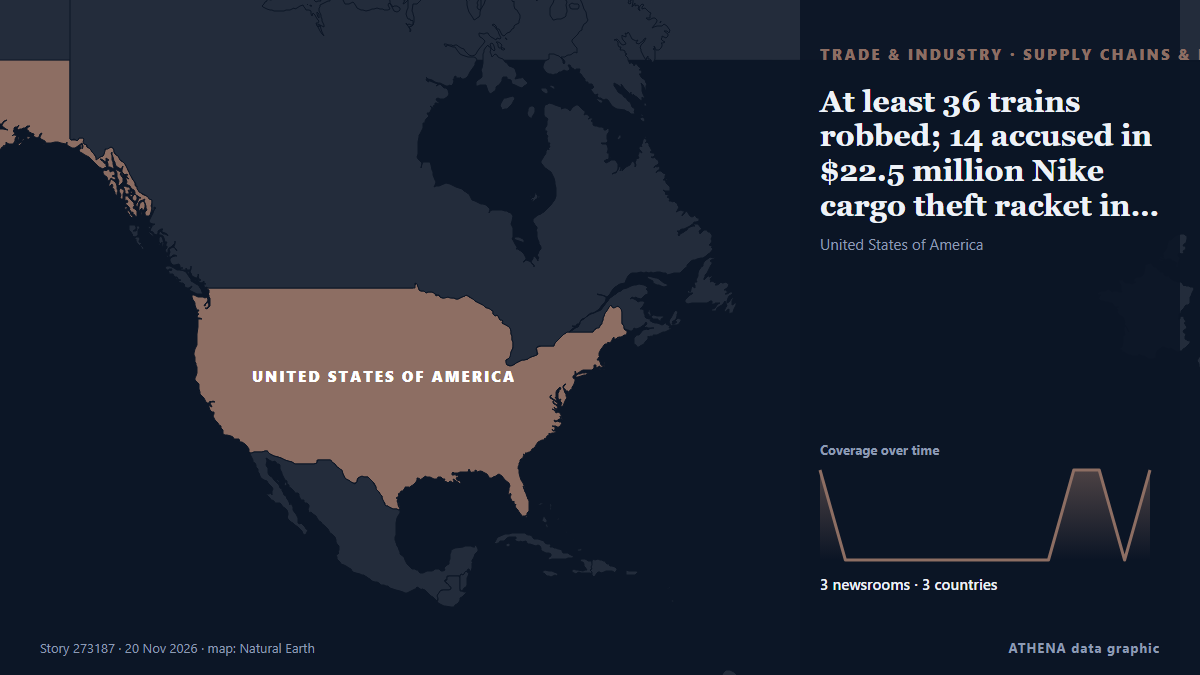 TRADE & INDUSTRY · SUPPLY CHAINS &
At least 36 trains
robbed; 14 accused in
$22.5 million Nike
cargo theft racket in...
United States of America
UNITED STATES OF AMERICA
Coverage over time
3 newsrooms · 3 countries
Story 273187 · 20 Nov 2026 · map: Natural Earth
ATHENA data graphic